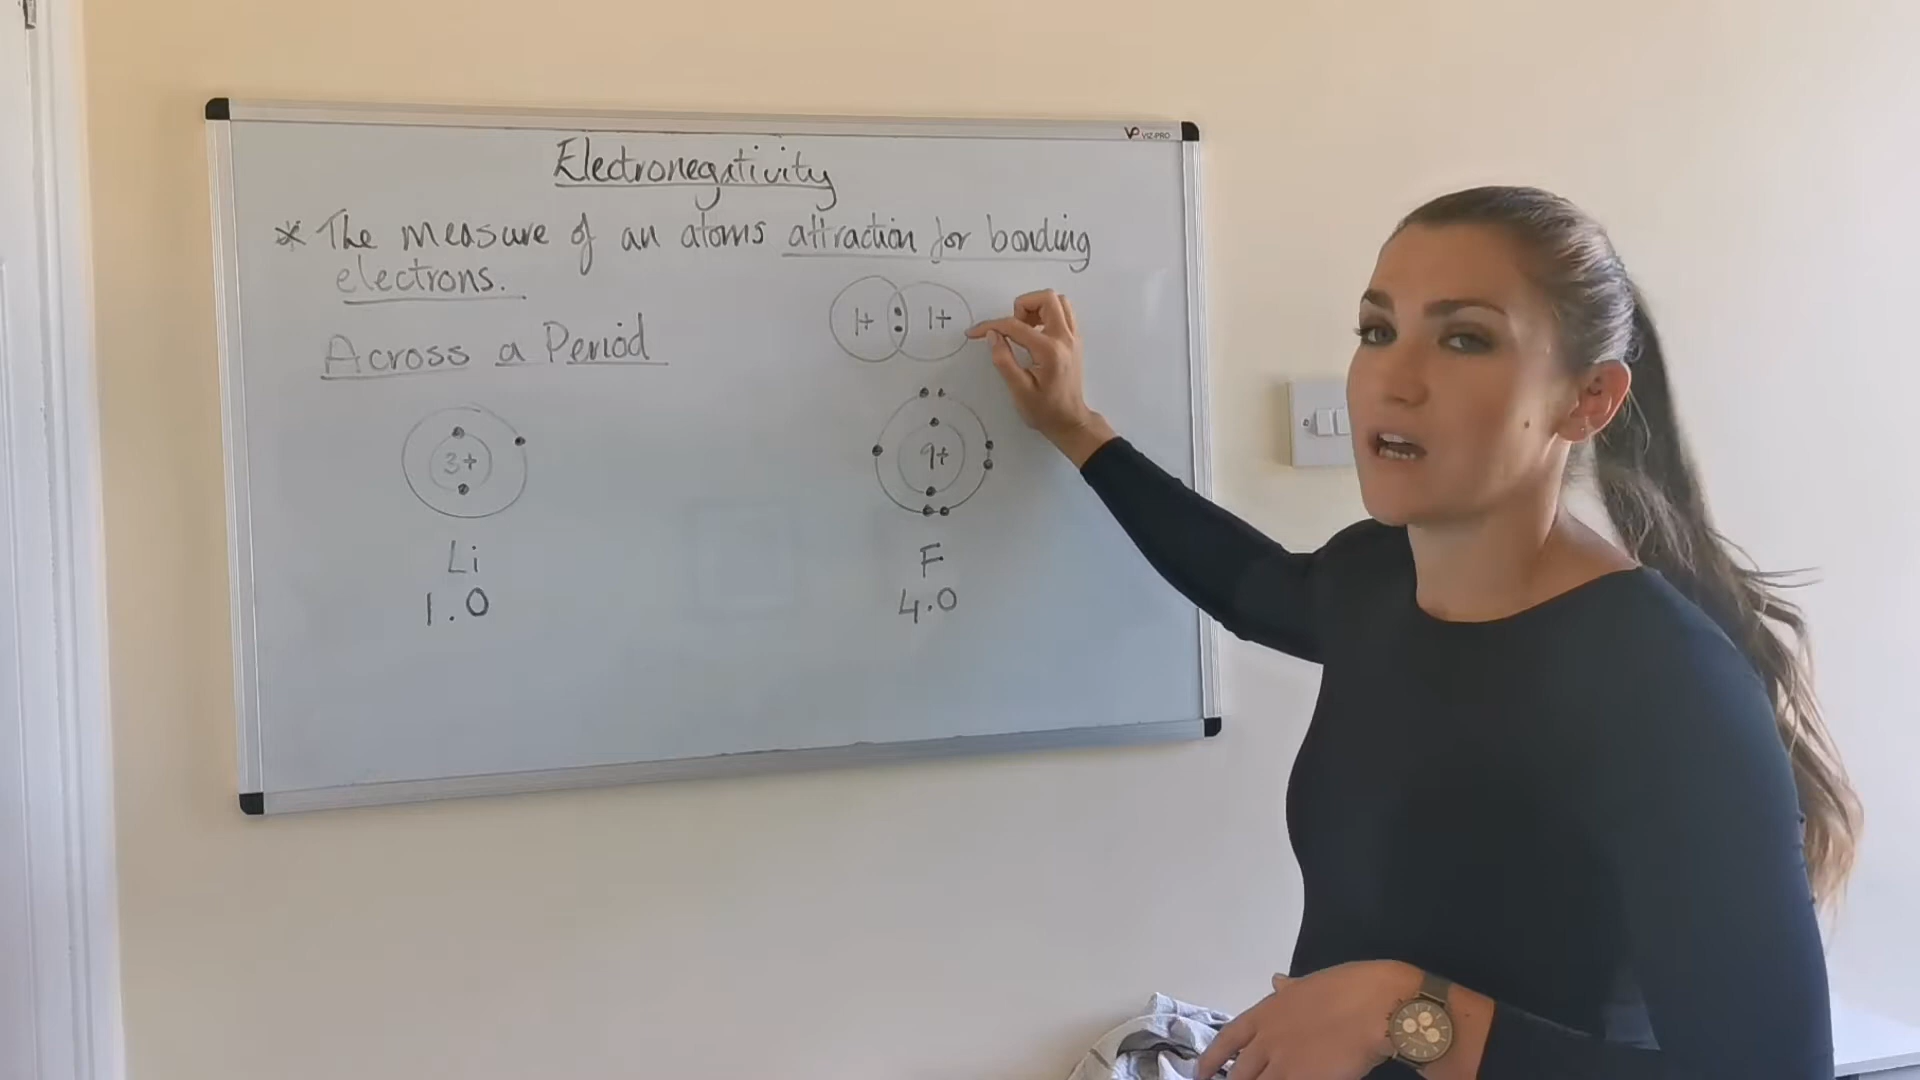 VIZ-PRO
Electronegativity
* The measure of an atoms attraction for bonding
electrons.
1+ 1+
Across a Period
3+ 9+
Li F
1.0 4.0